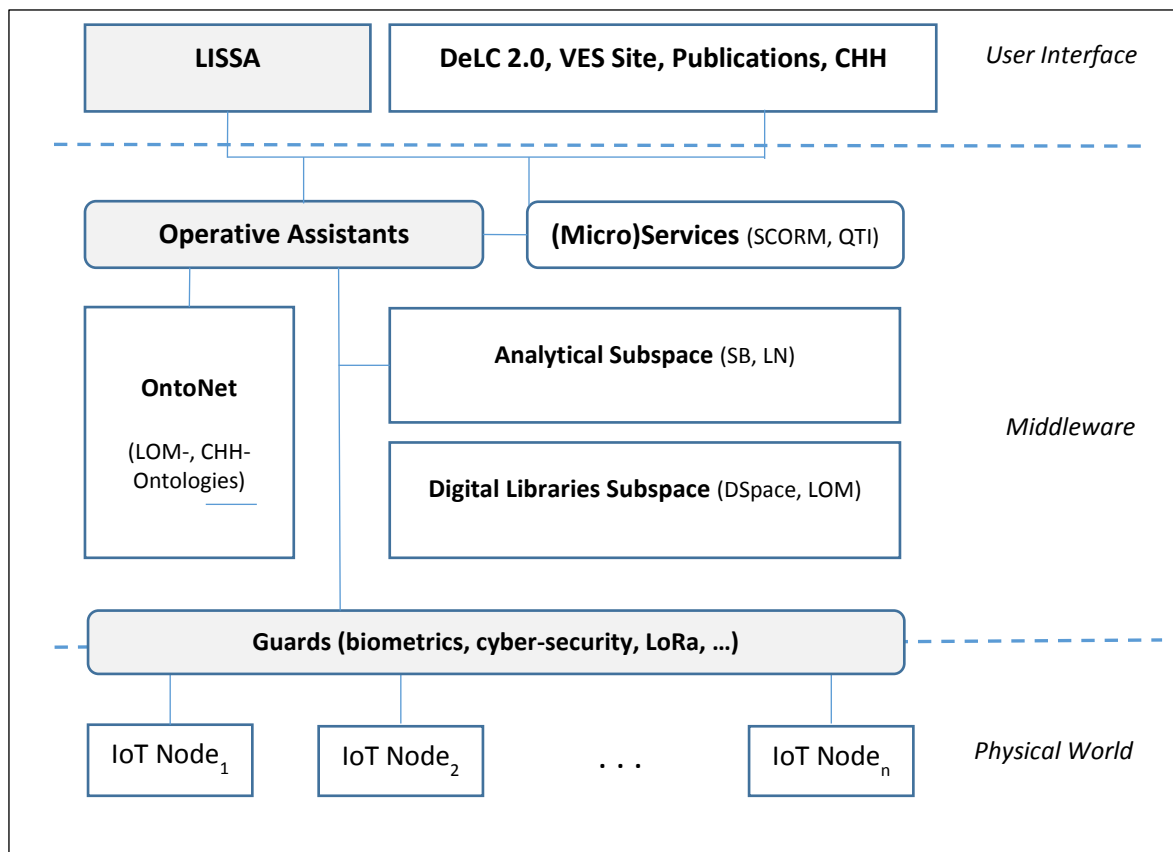 LISSA
DeLC 2.0, VES Site, Publications, CHH
User Interface
Operative Assistants
(Micro)Services (SCORM, QTI)
OntoNet
(LOM-, CHH-
Ontologies)
Analytical Subspace (SB, LN)
Middleware
Digital Libraries Subspace (DSpace, LOM)
Guards (biometrics, cyber-security, LoRa, ...)
IoT Node1
IoT Node2
. . .
IoT Noden
Physical World